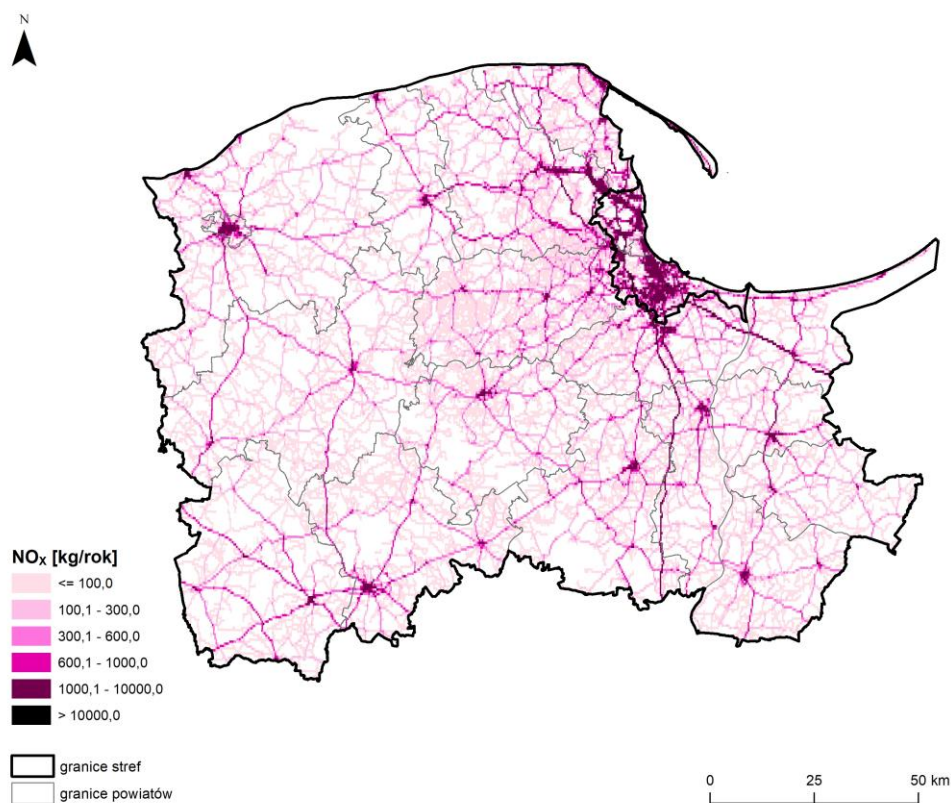 N
NOx [kg/rok]
<= 100,0
100,1 - 300,0
300,1 - 600,0
600,1 - 1000,0
1000,1 - 10000,0
> 10000,0
granice stref
granice powiatów
0 25 50 km